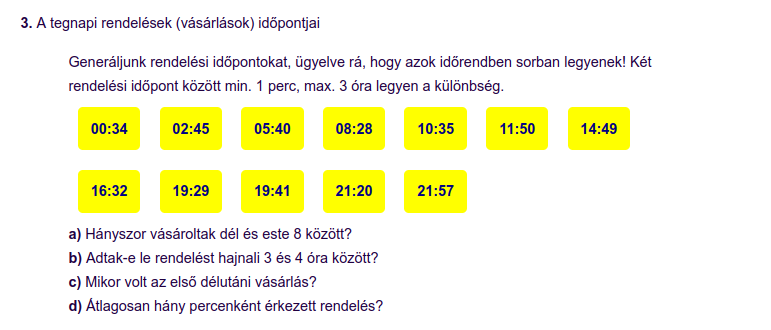 3. A tegnapi rendelések (vásárlások) időpontjai
Generáljunk rendelési időpontokat, ügyelve rá, hogy azok időrendben sorban legyenek! Két
rendelési időpont között min. 1 perc, max. 3 óra legyen a különbség.
00:34 02:45 05:40 08:28 10:35 11:50 14:49
16:32 19:29 19:41 21:20 21:57
a) Hányszor vásároltak dél és este 8 között?
b) Adtak-e le rendelést hajnali 3 és 4 óra között?
c) Mikor volt az első délutáni vásárlás?
d) Átlagosan hány percenként érkezett rendelés?